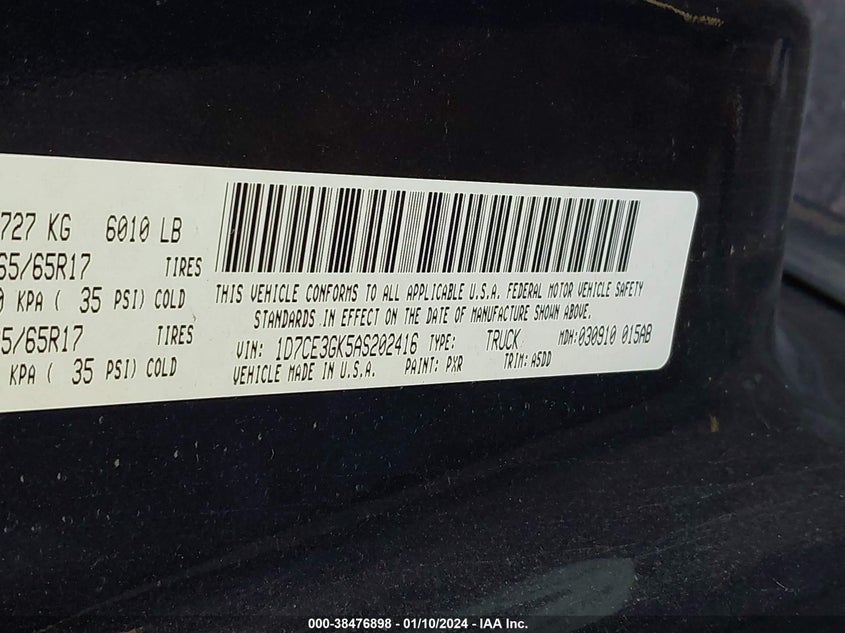 727 KG 6010 LB
65/65R17 TIRES
0 KPA ( 35 PSI) COLD
5/65R17 TIRES
KPA ( 35 PSI) COLD
THIS VEHICLE CONFORMS TO ALL APPLICABLE U.S.A. FEDERAL MOTOR VEHICLE SAFETY
STANDARDS IN EFFECT ON THE DATE OF MANUFACTURE SHOWN ABOVE.
VIN: 1D7CE3GK5AS202416 TYPE: TRUCK MDH:030910 015AB
VEHICLE MADE IN U.S.A. PAINT: PXR TRIM: A5DD
000-38476898 - 01/10/2024 - IAA Inc.